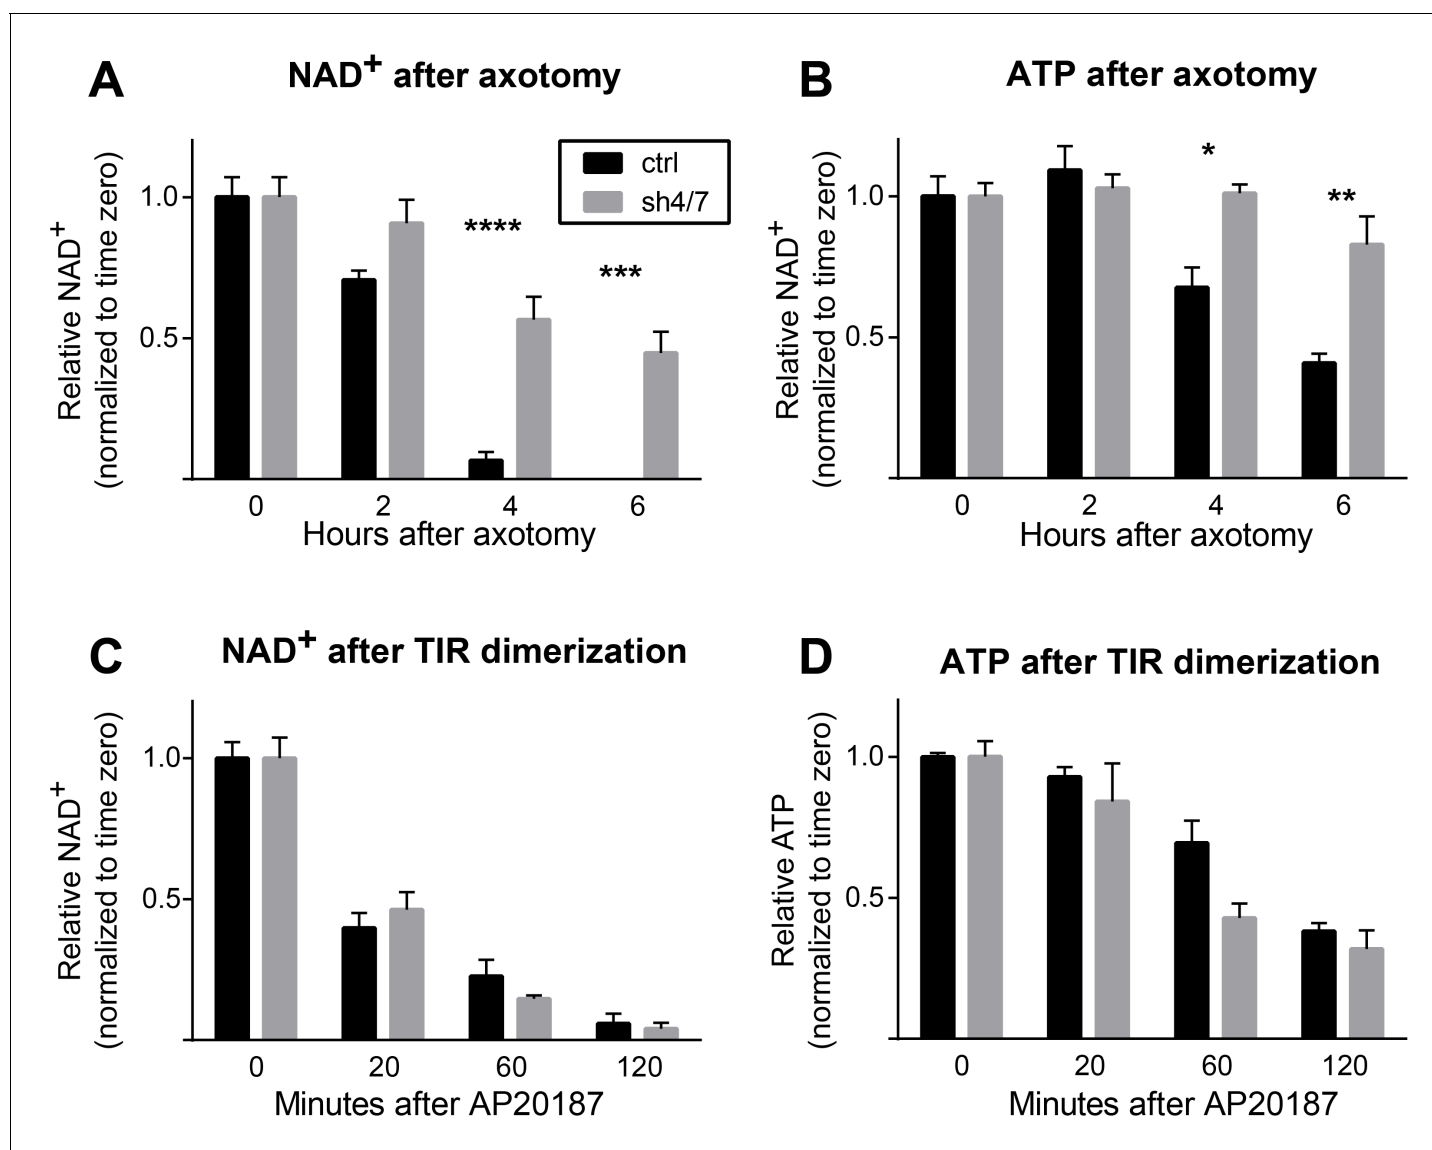 A
NAD+ after axotomy
Relative NAD+
(normalized to time zero)
1.0
0.5
ctrl
sh4/7
****
***
0 2 4 6
Hours after axotomy
B
ATP after axotomy
Relative NAD+
(normalized to time zero)
1.0
0.5
*
**
0 2 4 6
Hours after axotomy
C
NAD+ after TIR dimerization
Relative NAD+
(normalized to time zero)
1.0
0.5
0 20 60 120
Minutes after AP20187
D
ATP after TIR dimerization
Relative ATP
(normalized to time zero)
1.0
0.5
0 20 60 120
Minutes after AP20187